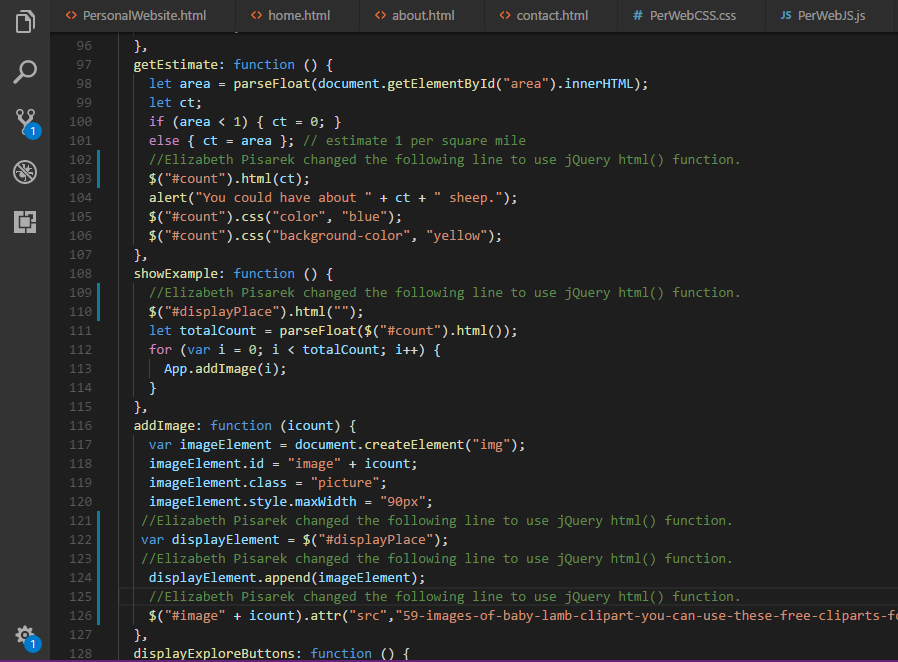 <> PersonalWebsite.html <> home.html <> about.html <> contact.html # PerWebCSS.css JS PerWebJS.js
96 },
97 getEstimate: function () {
98 let area = parseFloat(document.getElementById("area").innerHTML);
99 let ct;
100 if (area < 1) { ct = 0; }
101 else { ct = area }; // estimate 1 per square mile
102 //Elizabeth Pisarek changed the following line to use jQuery html() function.
103 $("#count").html(ct);
104 alert("You could have about " + ct + " sheep.");
105 $("#count").css("color", "blue");
106 $("#count").css("background-color", "yellow");
107 },
108 showExample: function () {
109 //Elizabeth Pisarek changed the following line to use jQuery html() function.
110 $("#displayPlace").html("");
111 let totalCount = parseFloat($("#count").html());
112 for (var i = 0; i < totalCount; i++) {
113 App.addImage(i);
114 }
115 },
116 addImage: function (icount) {
117 var imageElement = document.createElement("img");
118 imageElement.id = "image" + icount;
119 imageElement.class = "picture";
120 imageElement.style.maxWidth = "90px";
121 //Elizabeth Pisarek changed the following line to use jQuery html() function.
122 var displayElement = $("#displayPlace");
123 //Elizabeth Pisarek changed the following line to use jQuery html() function.
124 displayElement.append(imageElement);
125 //Elizabeth Pisarek changed the following line to use jQuery html() function.
126 $("#image" + icount).attr("src","59-images-of-baby-lamb-clipart-you-can-use-these-free-cliparts-fo
127 },
128 displayExploreButtons: function () {
1
1